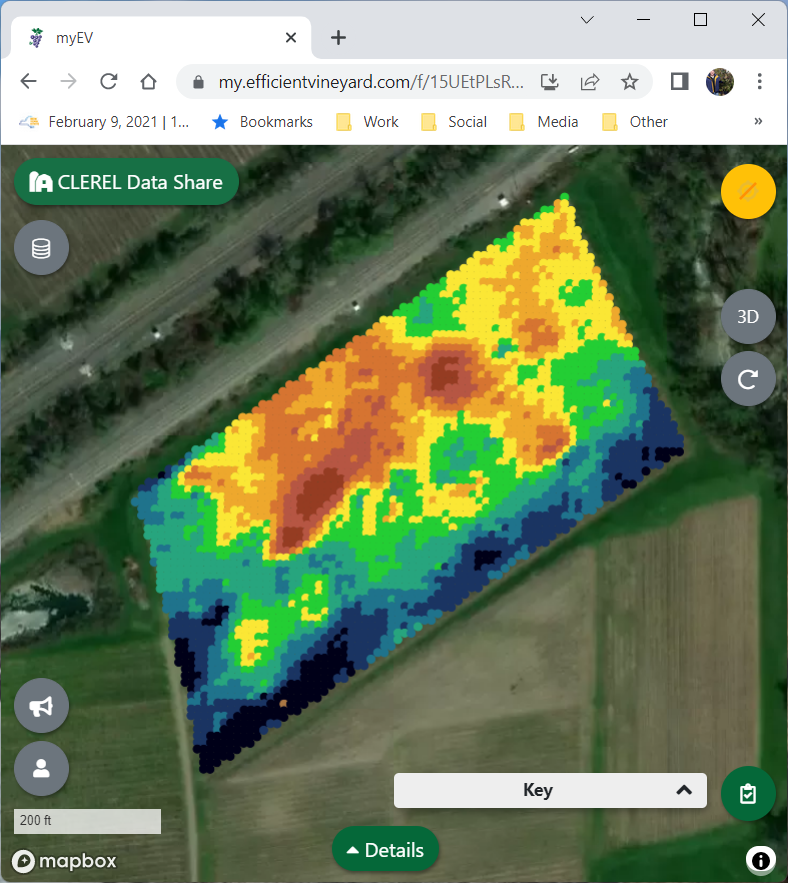 myEV
my.efficientvineyard.com/f/15UEtPLsR...
February 9, 2021 | 1...
Bookmarks
Work
Social
Media
Other
»
CLEREL Data Share
3D
Key
200 ft
Details
mapbox